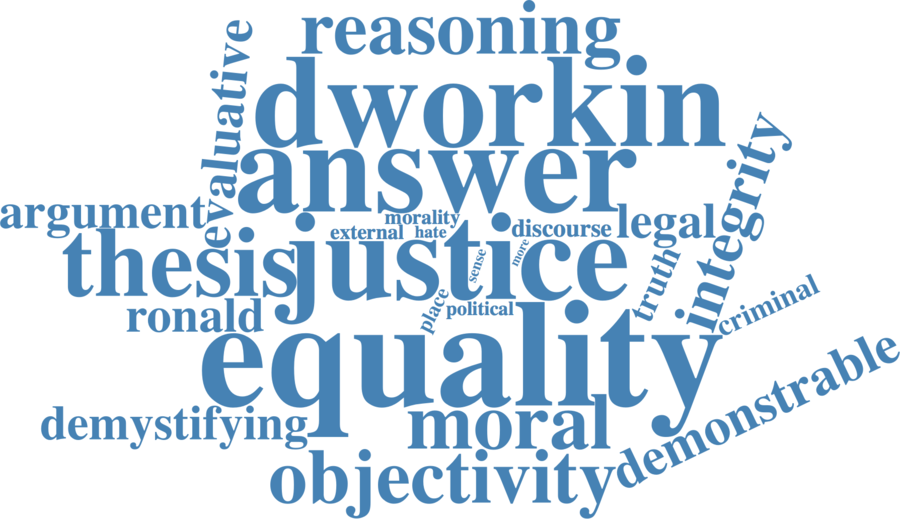 reasoning
evaluative
dworkin
answer
integrity
argument
morality
external
hate
discourse
legal
thesis
justice
sense
more
truth
ronald
place
political
criminal
equality
demonstrable
demystifying
moral
objectivity